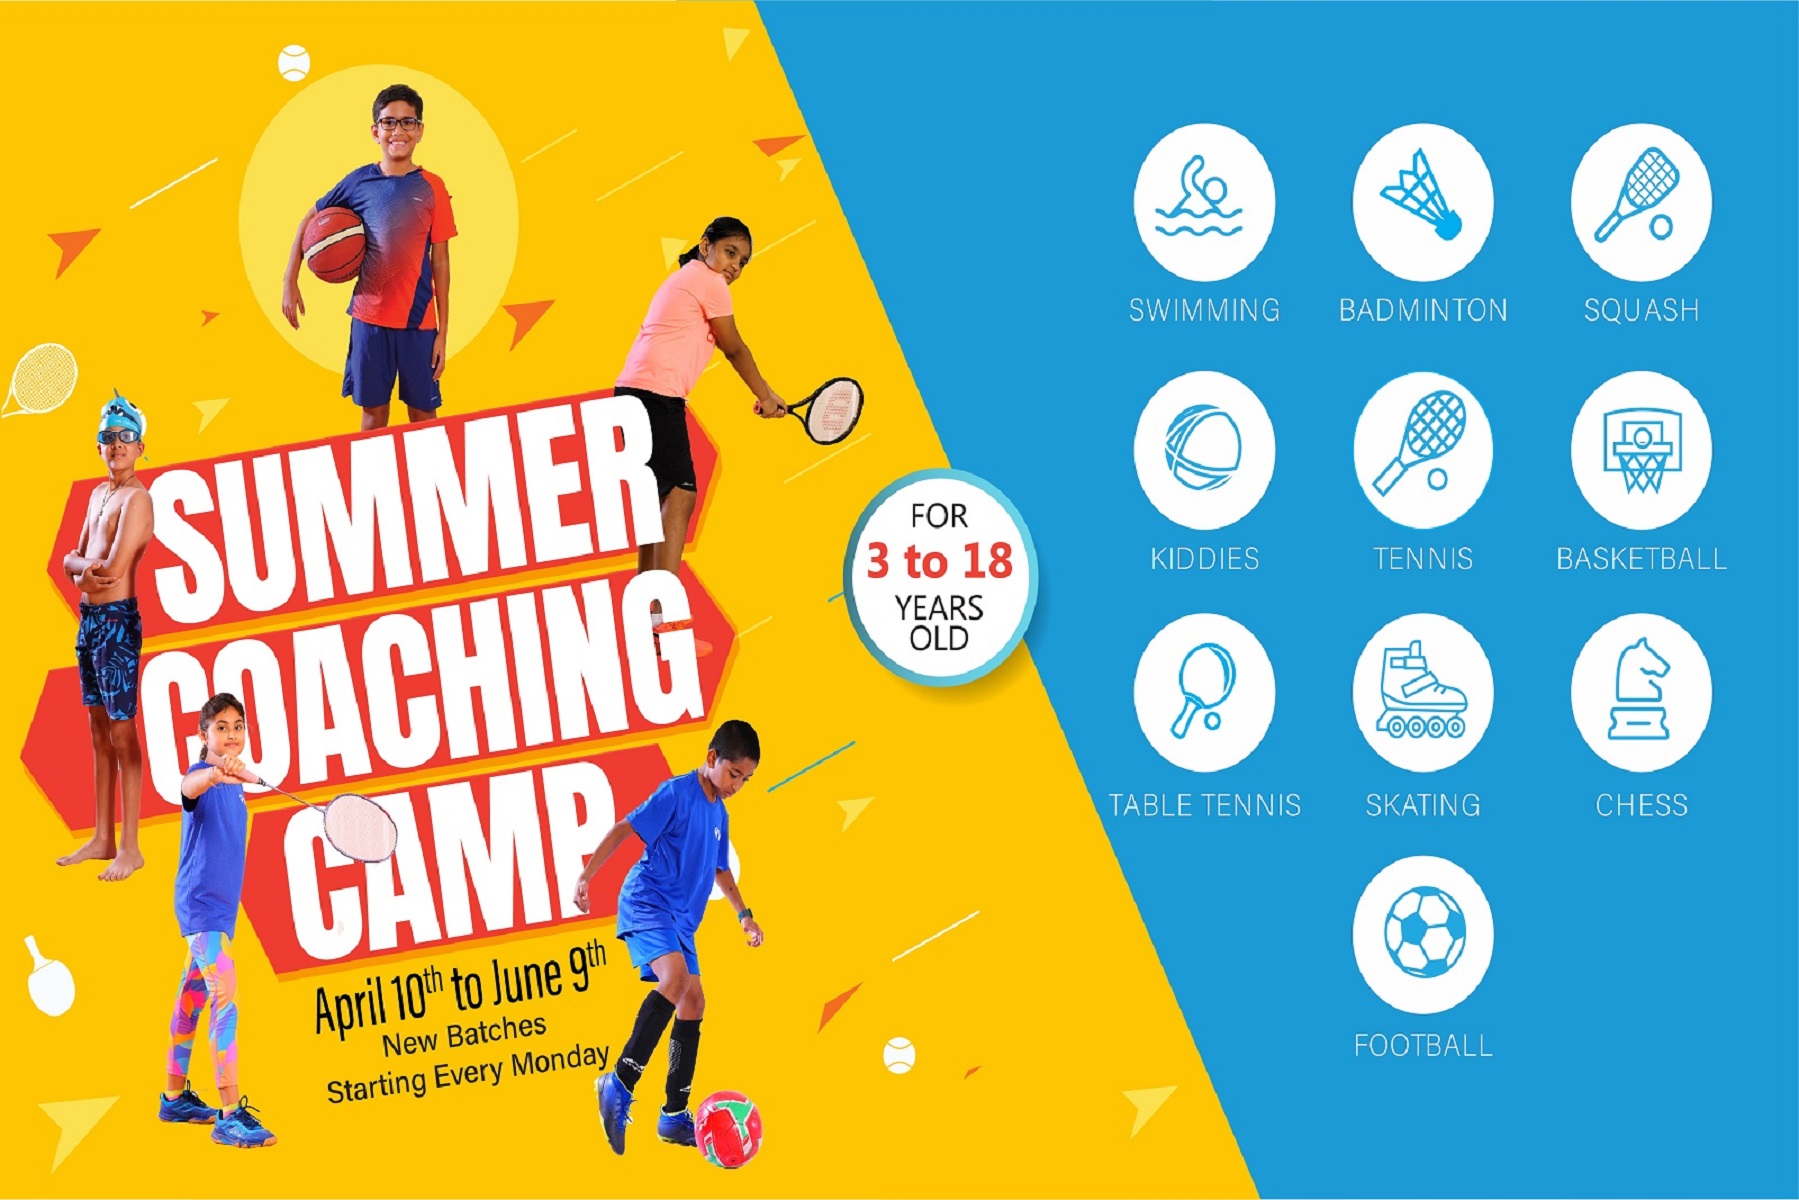 SUMMER
COACHING
CAMP
April 10th to June 9th
New Batches
Starting Every Monday
FOR
3 to 18
YEARS
OLD
SWIMMING
BADMINTON
SQUASH
KIDDIES
TENNIS
BASKETBALL
TABLE TENNIS
SKATING
CHESS
FOOTBALL